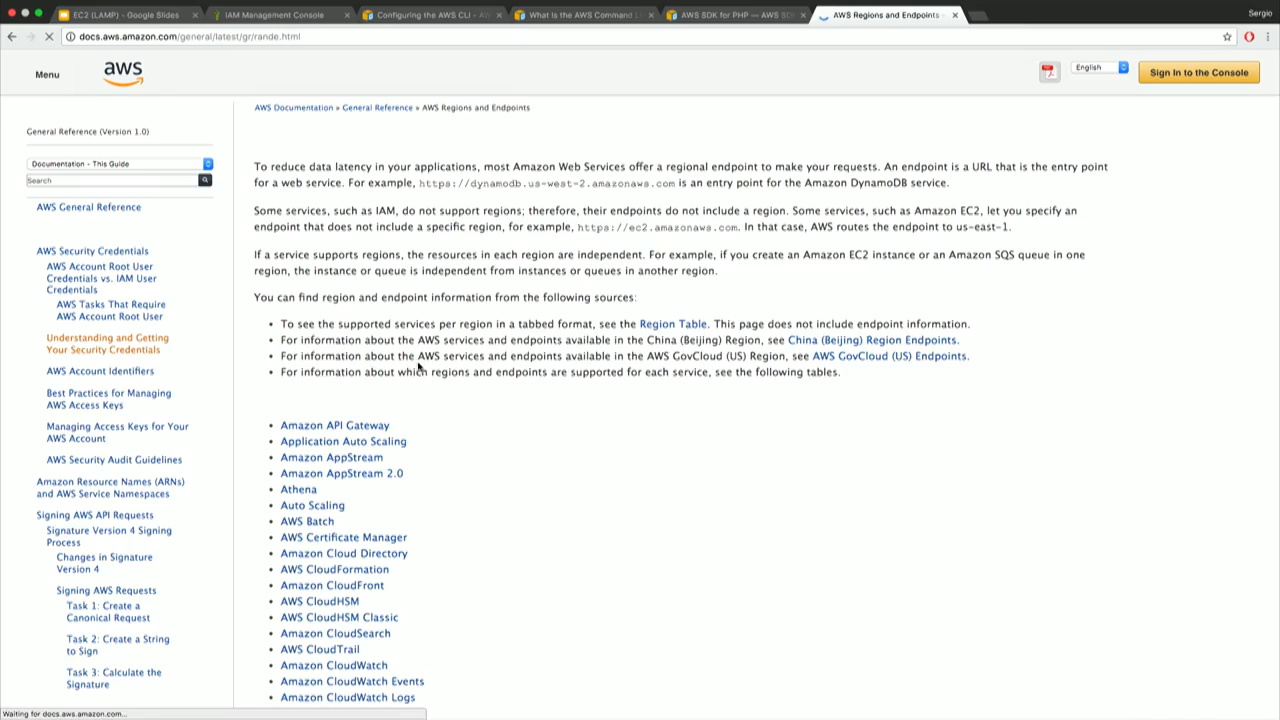 EC2 (LAMP) - Google Slides
IAM Management Console
Configuring the AWS CLI - AW
What Is the AWS Command
AWS SDK for PHP — AWS SD
AWS Regions and Endpoints -
Sergio
docs.aws.amazon.com/general/latest/gr/rande.html
Menu
aws
English
Sign In to the Console
General Reference (Version 1.0)
Documentation - This Guide
Search
AWS General Reference
AWS Security Credentials
AWS Account Root User
Credentials vs. IAM User
Credentials
AWS Tasks That Require
AWS Account Root User
Understanding and Getting
Your Security Credentials
AWS Account Identifiers
Best Practices for Managing
AWS Access Keys
Managing Access Keys for Your
AWS Account
AWS Security Audit Guidelines
Amazon Resource Names (ARNs)
and AWS Service Namespaces
Signing AWS API Requests
Signature Version 4 Signing
Process
Changes in Signature
Version 4
Signing AWS Requests
Task 1: Create a
Canonical Request
Task 2: Create a String
to Sign
Task 3: Calculate the
Signature
AWS Documentation » General Reference » AWS Regions and Endpoints
To reduce data latency in your applications, most Amazon Web Services offer a regional endpoint to make your requests. An endpoint is a URL that is the entry point
for a web service. For example, https://dynamodb.us-west-2.amazonaws.com is an entry point for the Amazon DynamoDB service.
Some services, such as IAM, do not support regions; therefore, their endpoints do not include a region. Some services, such as Amazon EC2, let you specify an
endpoint that does not include a specific region, for example, https://ec2.amazonaws.com. In that case, AWS routes the endpoint to us-east-1.
If a service supports regions, the resources in each region are independent. For example, if you create an Amazon EC2 instance or an Amazon SQS queue in one
region, the instance or queue is independent from instances or queues in another region.
You can find region and endpoint information from the following sources:
• To see the supported services per region in a tabbed format, see the Region Table. This page does not include endpoint information.
• For information about the AWS services and endpoints available in the China (Beijing) Region, see China (Beijing) Region Endpoints.
• For information about the AWS services and endpoints available in the AWS GovCloud (US) Region, see AWS GovCloud (US) Endpoints.
• For information about which regions and endpoints are supported for each service, see the following tables.
• Amazon API Gateway
• Application Auto Scaling
• Amazon AppStream
• Amazon AppStream 2.0
• Athena
• Auto Scaling
• AWS Batch
• AWS Certificate Manager
• Amazon Cloud Directory
• AWS CloudFormation
• Amazon CloudFront
• AWS CloudHSM
• AWS CloudHSM Classic
• Amazon CloudSearch
• AWS CloudTrail
• Amazon CloudWatch
• Amazon CloudWatch Events
• Amazon CloudWatch Logs
Waiting for docs.aws.amazon.com...